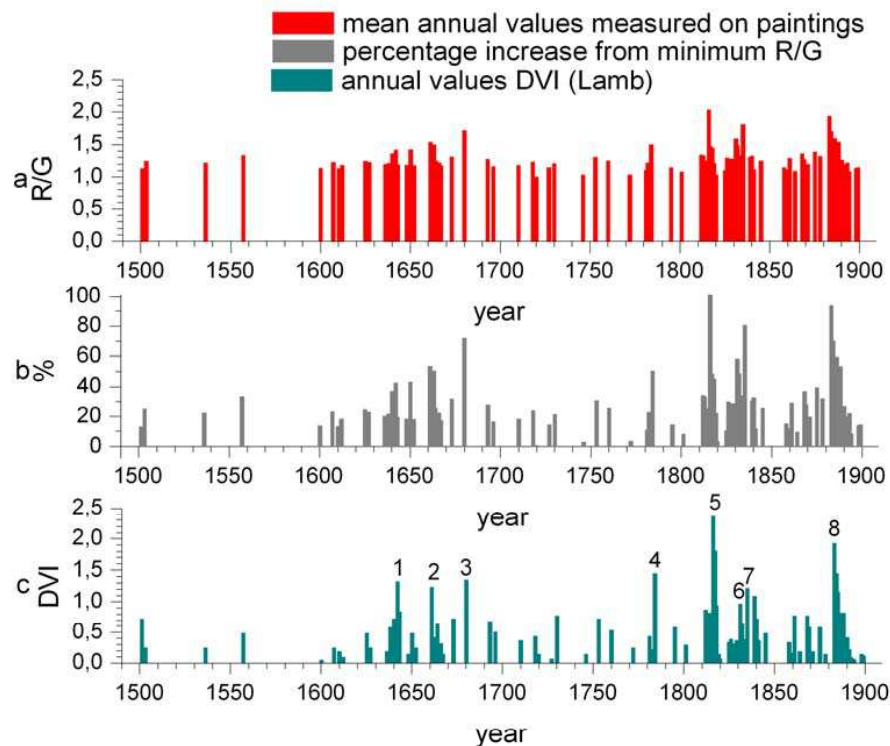 mean annual values measured on paintings
percentage increase from minimum R/G
annual values DVI (Lamb)
a
R/G
2,5
2,0
1,5
1,0
0,5
0,0
1500 1550 1600 1650 1700 1750 1800 1850 1900
year
b
%
100
80
60
40
20
0
1500 1550 1600 1650 1700 1750 1800 1850 1900
year
c
DVI
2,5
2,0
1,5
1,0
0,5
0,0
1 2 3 4 5 6 7 8
1500 1550 1600 1650 1700 1750 1800 1850 1900
year